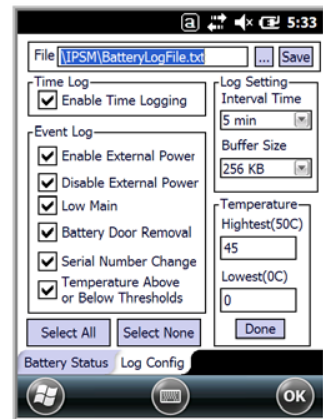 a 5:33
File \IPSM\BatteryLogFile.txt ... Save
Time Log
Enable Time Logging
Event Log
Enable External Power
Disable External Power
Low Main
Battery Door Removal
Serial Number Change
Temperature Above
or Below Thresholds
Log Setting
Interval Time
5 min
Buffer Size
256 KB
Temperature
Hightest(50C)
45
Lowest(0C)
0
Done
Select All Select None
Battery Status Log Config
OK